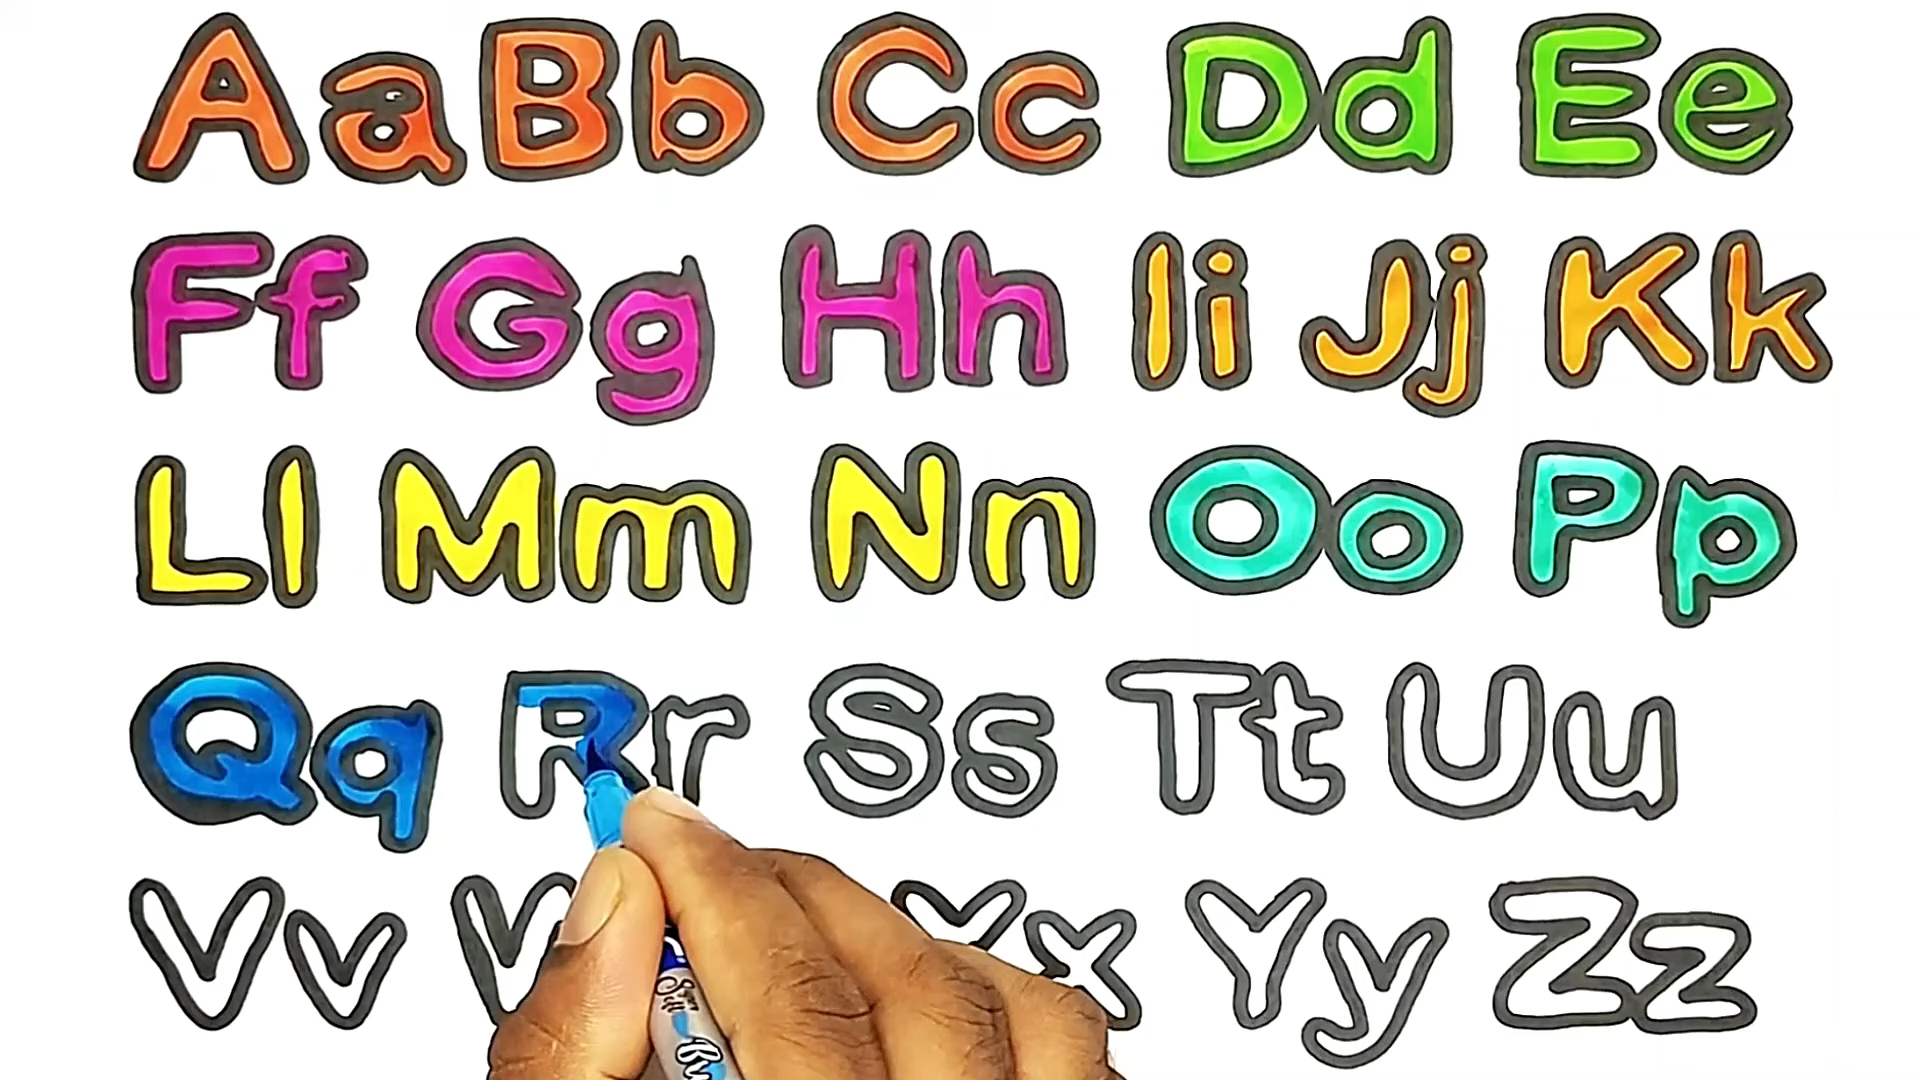 Aa Bb Cc Dd Ee
Ff Gg Hh Ii Jj Kk
Ll Mm Nn Oo Pp
Qq Rr Ss Tt Uu
Vv Xx Yy Zz